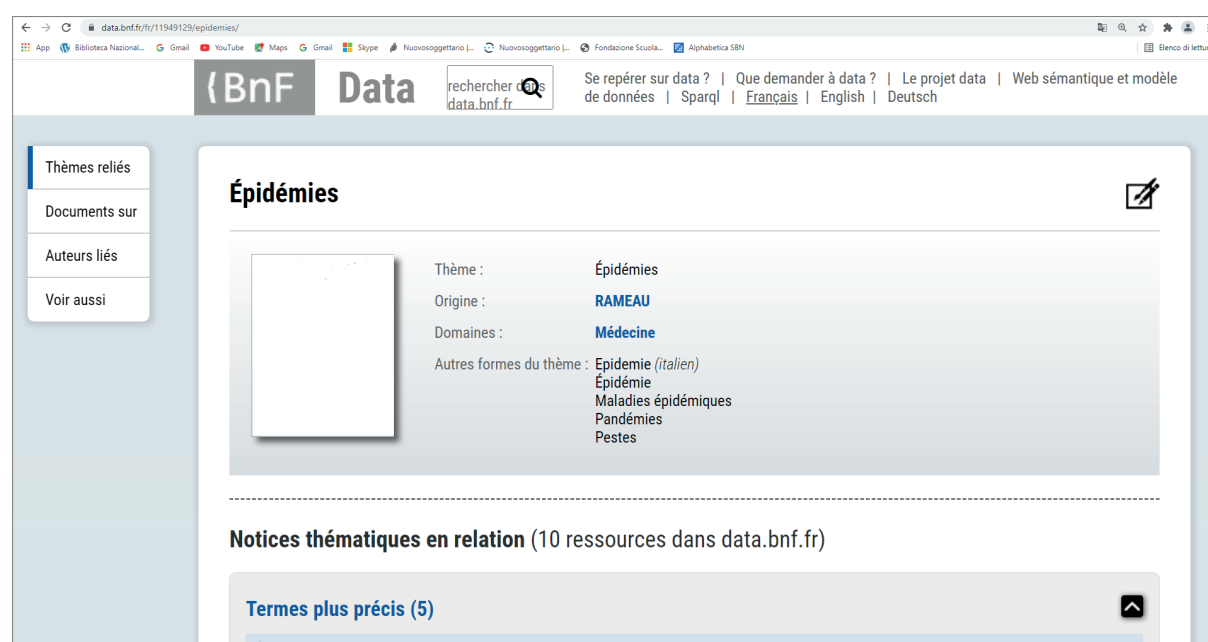 data.bnf.fr/fr/11949129/epidemies/
App Biblioteca Nazional... Gmail YouTube Maps Gmail Skype Nuovosoggettario |... Nuovosoggettario |... Fondazione Scuola... Alphabetica SBN Elenco di lettur
{BnF Data
rechercher dans
data.bnf.fr
Se repérer sur data ? | Que demander à data ? | Le projet data | Web sémantique et modèle
de données | Sparql | Français | English | Deutsch
Thèmes reliés
Documents sur
Auteurs liés
Voir aussi
Épidémies
Thème : Épidémies
Origine : RAMEAU
Domaines : Médecine
Autres formes du thème : Epidemie (italien)
Épidémie
Maladies épidémiques
Pandémies
Pestes
Notices thématiques en relation (10 ressources dans data.bnf.fr)
Termes plus précis (5)